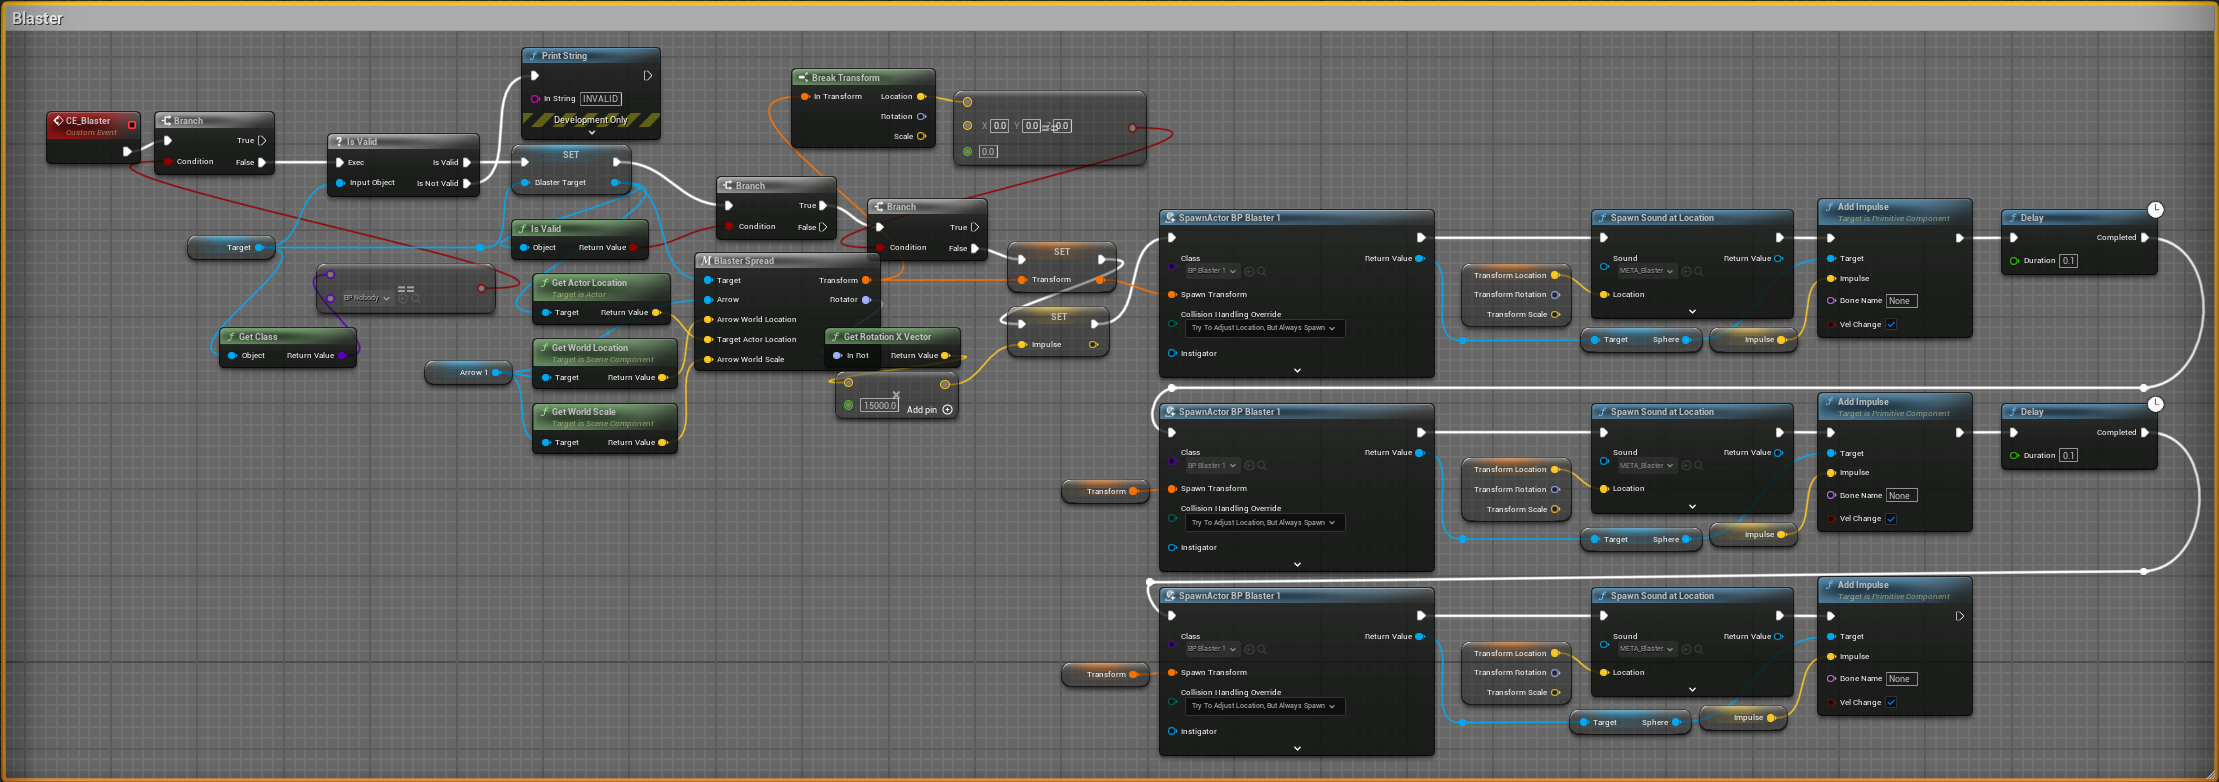 Blaster
CE_Blaster
Custom Event
Branch
True
Condition
False
Is Valid
Exec
Is Valid
Input Object
Is Not Valid
Print String
In String
INVALID
Development Only
SET
Blaster Target
Is Valid
Object
Return Value
Target
BP Nobody
==
Get Class
Object
Return Value
Arrow 1
Get Actor Location
Target is Actor
Target
Return Value
Get World Location
Target is Scene Component
Target
Return Value
Get World Scale
Target is Scene Component
Target
Return Value
Branch
True
Condition
False
Break Transform
In Transform
Location
Rotation
Scale
X 0.0 Y 0.0 0.0
==
0.0
Branch
True
Condition
False
Blaster Spread
Target
Transform
Arrow
Rotator
Arrow World Location
Target Actor Location
Arrow World Scale
Get Rotation X Vector
In Rot
Return Value
15000.0
Add pin
SET
Transform
SET
Impulse
SpawnActor BP Blaster 1
Class
BP Blaster 1
Return Value
Spawn Transform
Collision Handling Override
Try To Adjust Location, But Always Spawn
Instigator
Transform Location
Transform Rotation
Transform Scale
Spawn Sound at Location
Sound
META_Blaster
Return Value
Location
Target
Sphere
Impulse
Add Impulse
Target is Primitive Component
Target
Impulse
Bone Name
None
Vel Change
Delay
Completed
Duration
0.1
Transform
SpawnActor BP Blaster 1
Class
BP Blaster 1
Return Value
Spawn Transform
Collision Handling Override
Try To Adjust Location, But Always Spawn
Instigator
Transform Location
Transform Rotation
Transform Scale
Spawn Sound at Location
Sound
META_Blaster
Return Value
Location
Target
Sphere
Impulse
Add Impulse
Target is Primitive Component
Target
Impulse
Bone Name
None
Vel Change
Delay
Completed
Duration
0.1
Transform
SpawnActor BP Blaster 1
Class
BP Blaster 1
Return Value
Spawn Transform
Collision Handling Override
Try To Adjust Location, But Always Spawn
Instigator
Transform Location
Transform Rotation
Transform Scale
Spawn Sound at Location
Sound
META_Blaster
Return Value
Location
Target
Sphere
Impulse
Add Impulse
Target is Primitive Component
Target
Impulse
Bone Name
None
Vel Change